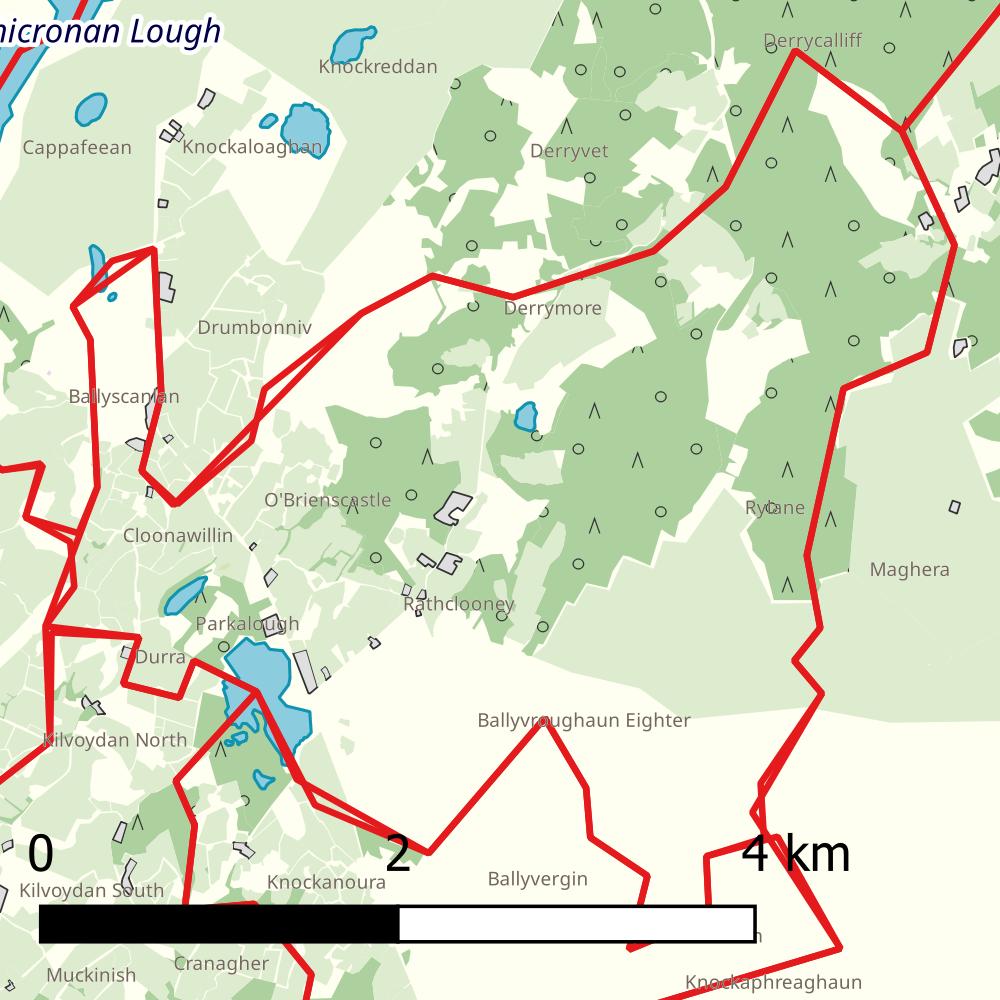 nicronan Lough
Derrycalliff
Knockreddan
Cappafeean
Knockaloaghan
Derryvet
Derrymore
Drumbonniv
Ballyscanlan
O'Brienscastle
Rylane
Cloonawillin
Maghera
Rathclooney
Parkalough
Durra
Ballyvroughaun Eighter
Kilvoydan North
0
2
4 km
Knockanoura
Ballyvergin
Kilvoydan South
Cranagher
Muckinish
Knockaphreaghaun